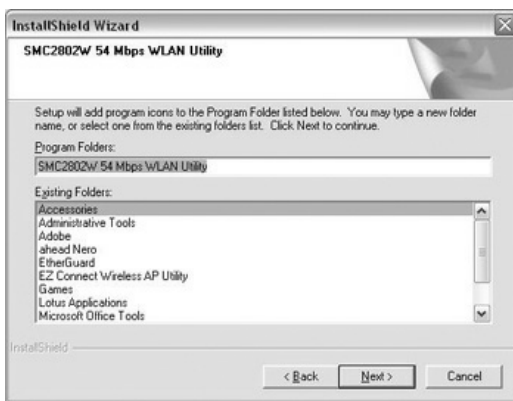 InstallShield Wizard
SMC2802W 54 Mbps WLAN Utility
Setup will add program icons to the Program Folder listed below. You may type a new folder
name, or select one from the existing folders list. Click Next to continue.
Program Folders:
SMC2802W 54 Mbps WLAN Utility
Existing Folders:
Accessories
Administrative Tools
Adobe
ahead Nero
EtherGuard
EZ Connect Wireless AP Utility
Games
Lotus Applications
Microsoft Office Tools
InstallShield
< Back
Next >
Cancel